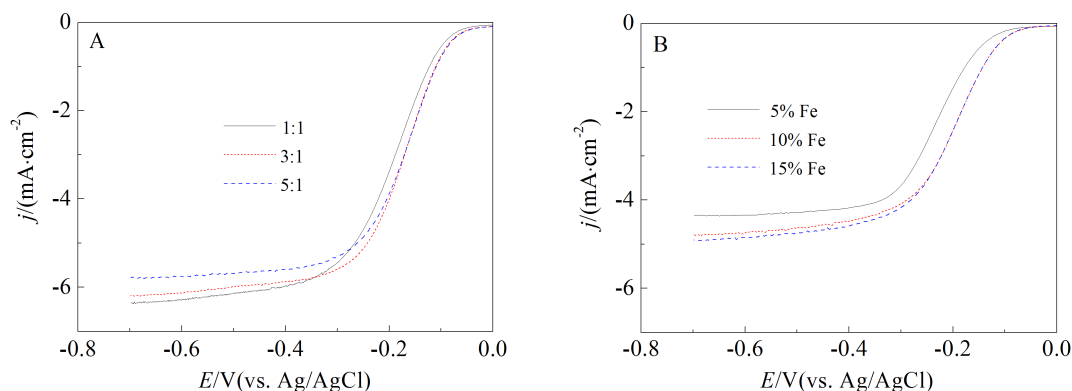 A
0
-2
-4
-6
j/(mA·cm⁻²)
1:1
3:1
5:1
-0.8
-0.6
-0.4
-0.2
0.0
E/V(vs. Ag/AgCl)
B
0
-2
-4
-6
j/(mA·cm⁻²)
5% Fe
10% Fe
15% Fe
-0.8
-0.6
-0.4
-0.2
0.0
E/V(vs. Ag/AgCl)